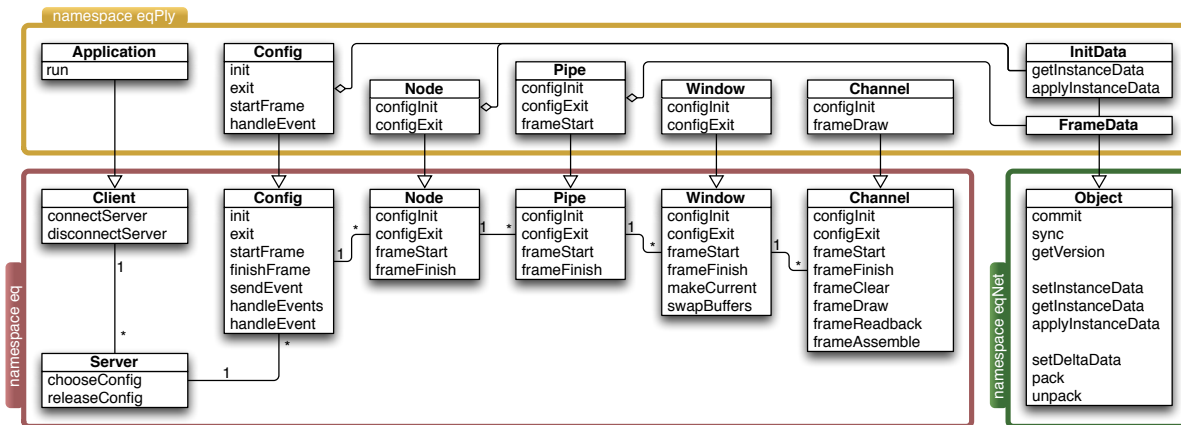 namespace eqPly
Application
run
Config
init
exit
startFrame
handleEvent
Node
configInit
configExit
Pipe
configInit
configExit
frameStart
Window
configInit
configExit
Channel
configInit
frameDraw
InitData
getInstanceData
applyInstanceData
FrameData
namespace eq
Client
connectServer
disconnectServer
1
*
Server
chooseConfig
releaseConfig
1
*
Config
init
exit
startFrame
finishFrame
sendEvent
handleEvents
handleEvent
1
*
Node
configInit
configExit
frameStart
frameFinish
1
*
Pipe
configInit
configExit
frameStart
frameFinish
1
*
Window
configInit
configExit
frameStart
frameFinish
makeCurrent
swapBuffers
1
*
Channel
configInit
configExit
frameStart
frameFinish
frameClear
frameDraw
frameReadback
frameAssemble
namespace eqNet
Object
commit
sync
getVersion
setInstanceData
getInstanceData
applyInstanceData
setDeltaData
pack
unpack